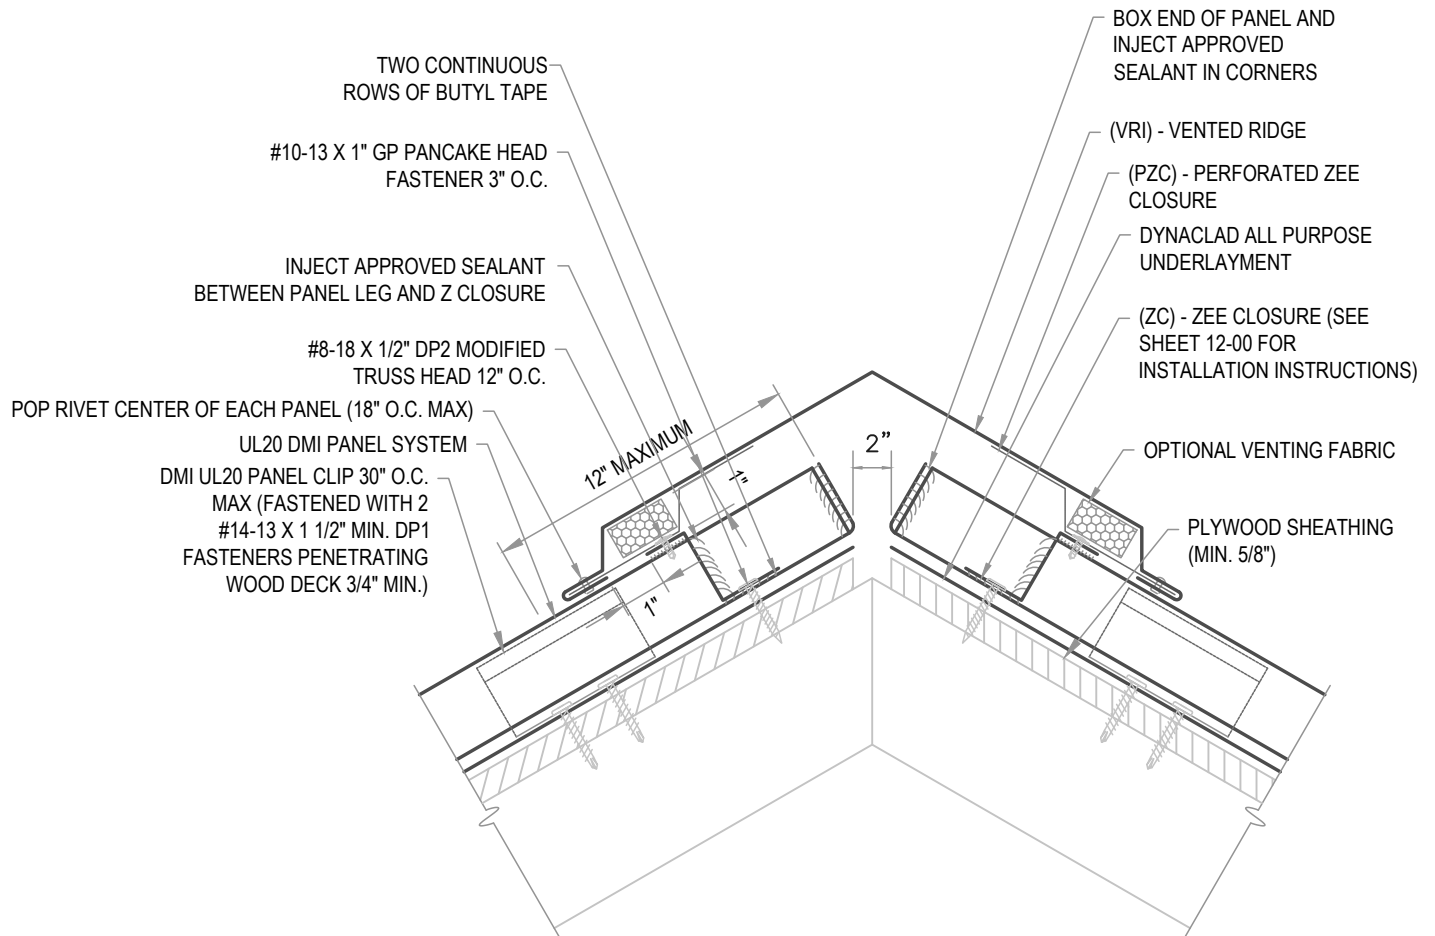 TWO CONTINUOUS
ROWS OF BUTYL TAPE
#10-13 X 1" GP PANCAKE HEAD
FASTENER 3" O.C.
INJECT APPROVED SEALANT
BETWEEN PANEL LEG AND Z CLOSURE
#8-18 X 1/2" DP2 MODIFIED
TRUSS HEAD 12" O.C.
POP RIVET CENTER OF EACH PANEL (18" O.C. MAX)
UL20 DMI PANEL SYSTEM
DMI UL20 PANEL CLIP 30" O.C.
MAX (FASTENED WITH 2
#14-13 X 1 1/2" MIN. DP1
FASTENERS PENETRATING
WOOD DECK 3/4" MIN.)
12" MAXIMUM
1"
1"
2"
BOX END OF PANEL AND
INJECT APPROVED
SEALANT IN CORNERS
(VRI) - VENTED RIDGE
(PZC) - PERFORATED ZEE
CLOSURE
DYNACLAD ALL PURPOSE
UNDERLAYMENT
(ZC) - ZEE CLOSURE (SEE
SHEET 12-00 FOR
INSTALLATION INSTRUCTIONS)
OPTIONAL VENTING FABRIC
PLYWOOD SHEATHING
(MIN. 5/8")